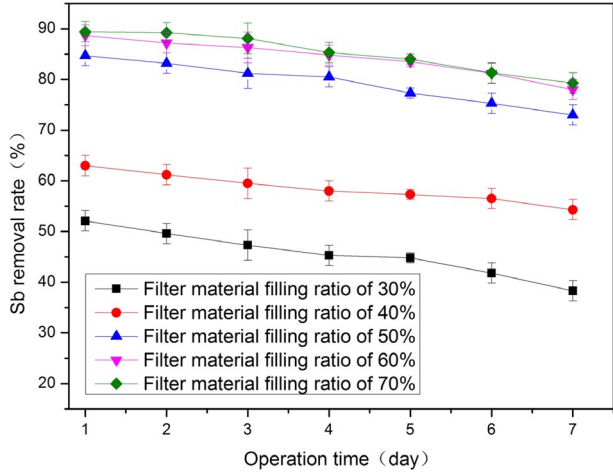 90
80
70
60
50
40
30
20
Sb removal rate（%）
Filter material filling ratio of 30%
Filter material filling ratio of 40%
Filter material filling ratio of 50%
Filter material filling ratio of 60%
Filter material filling ratio of 70%
1 2 3 4 5 6 7
Operation time（day）